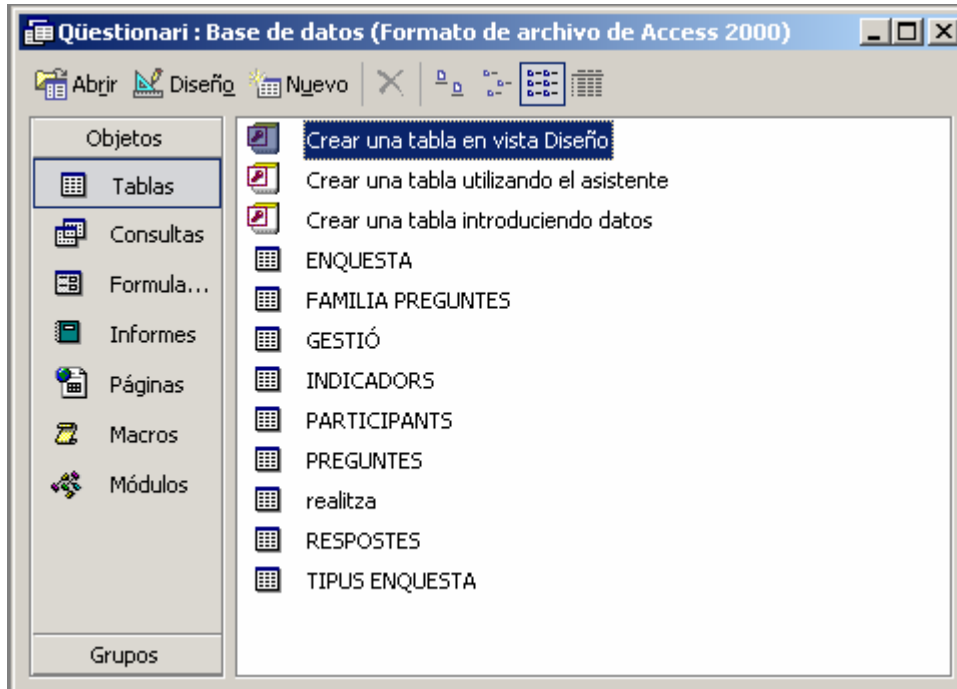 Qüestionari : Base de datos (Formato de archivo de Access 2000)
Abrir Diseño Nuevo
Objetos
Tablas
Consultas
Formula...
Informes
Páginas
Macros
Módulos
Grupos
Crear una tabla en vista Diseño
Crear una tabla utilizando el asistente
Crear una tabla introduciendo datos
ENQUESTA
FAMILIA PREGUNTES
GESTIÓ
INDICADORS
PARTICIPANTS
PREGUNTES
realitza
RESPOSTES
TIPUS ENQUESTA